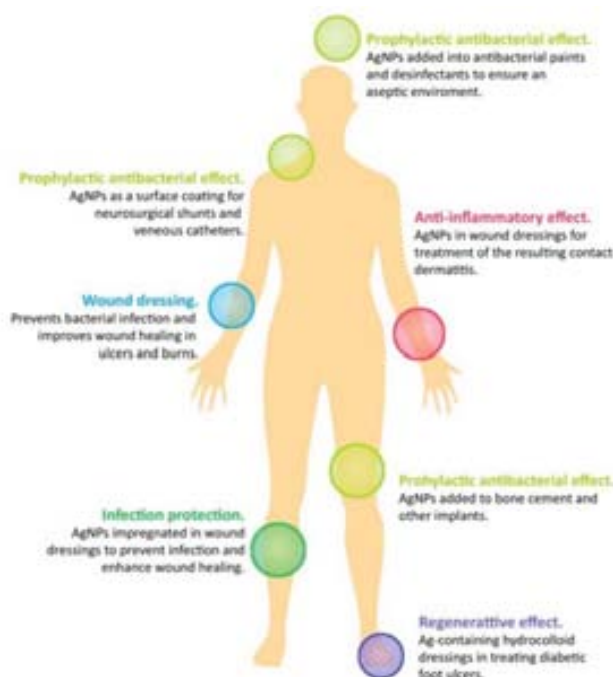 Prophylactic antibacterial effect.
AgNPs added into antibacterial paints
and desinfectants to ensure an
aseptic enviroment.
Prophylactic antibacterial effect.
AgNPs as a surface coating for
neurosurgical shunts and
veneous catheters.
Anti-inflammatory effect.
AgNPs in wound dressings for
treatment of the resulting contact
dermatitis.
Wound dressing.
Prevents bacterial infection and
improves wound healing in
ulcers and burns.
Prohylactic antibacterial effect.
AgNPs added to bone cement and
other implants.
Infection protection.
AgNPs impregnated in wound
dressings to prevent infection and
enhance wound healing.
Regenerattive effect.
Ag-containing hydrocolloid
dressings in treating diabetic
foot ulcers.